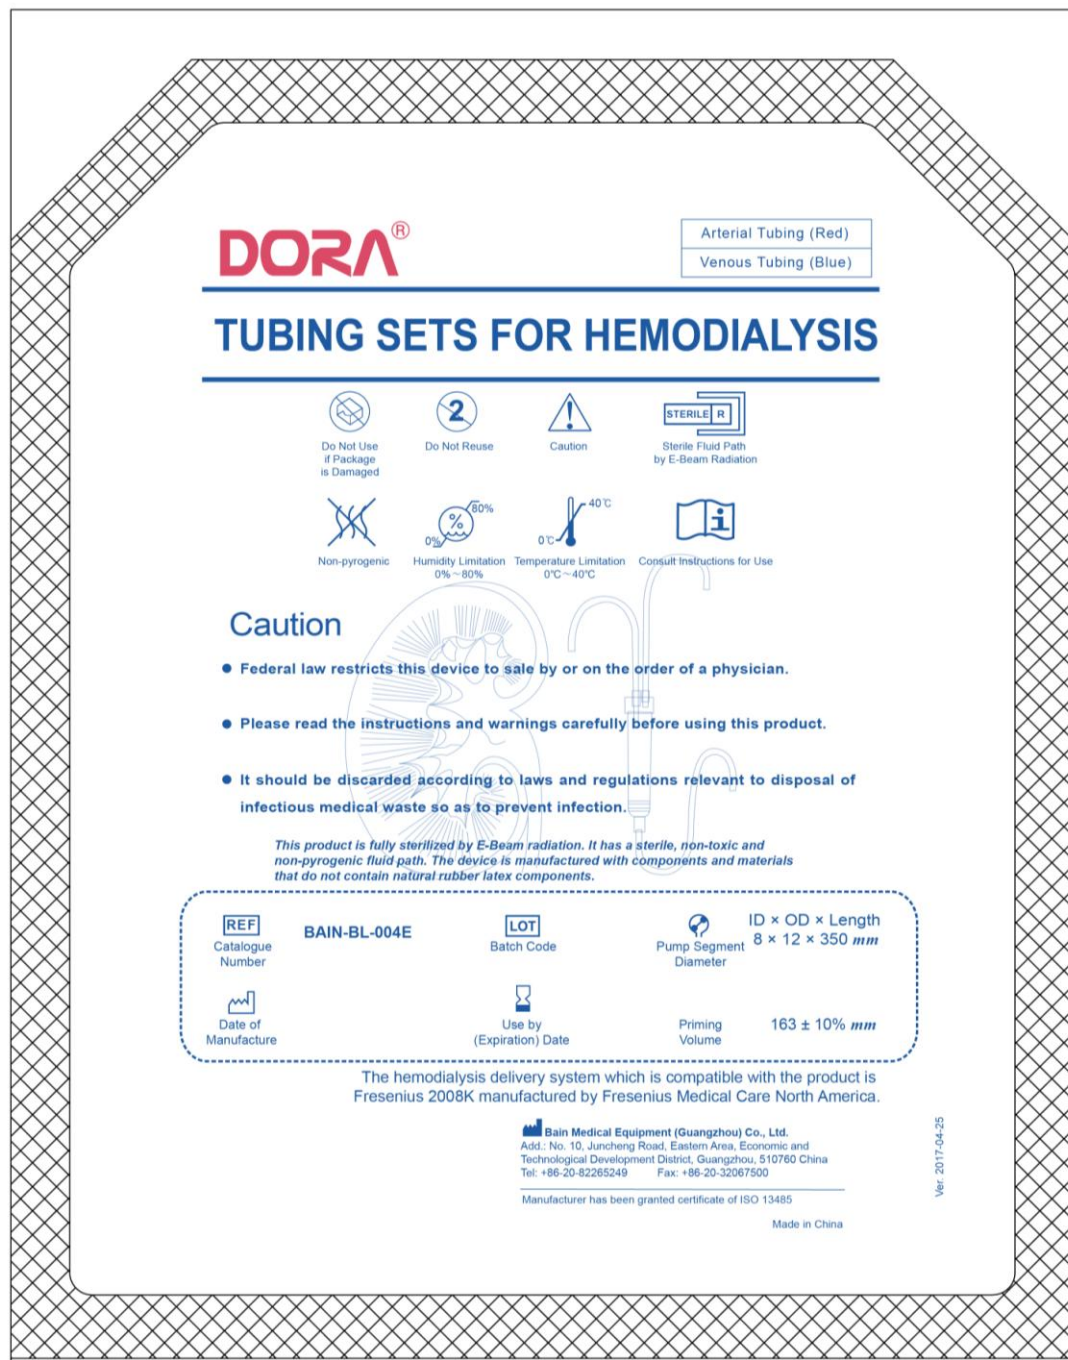 DORA®
Arterial Tubing (Red)
Venous Tubing (Blue)
TUBING SETS FOR HEMODIALYSIS
Do Not Use
if Package
is Damaged
2
Do Not Reuse
!
Caution
STERILE R
Sterile Fluid Path
by E-Beam Radiation
Non-pyrogenic
%
80%
0%
Humidity Limitation
0%~80%
40℃
0℃
Temperature Limitation
0℃~40℃
i
Consult Instructions for Use
Caution
● Federal law restricts this device to sale by or on the order of a physician.
● Please read the instructions and warnings carefully before using this product.
● It should be discarded according to laws and regulations relevant to disposal of
infectious medical waste so as to prevent infection.
This product is fully sterilized by E-Beam radiation. It has a sterile, non-toxic and
non-pyrogenic fluid path. The device is manufactured with components and materials
that do not contain natural rubber latex components.
REF
Catalogue
Number
BAIN-BL-004E
LOT
Batch Code
Pump Segment
Diameter
ID × OD × Length
8 × 12 × 350 mm
Date of
Manufacture
Use by
(Expiration) Date
Priming
Volume
163 ± 10% mm
The hemodialysis delivery system which is compatible with the product is
Fresenius 2008K manufactured by Fresenius Medical Care North America.
Bain Medical Equipment (Guangzhou) Co., Ltd.
Add.: No. 10, Juncheng Road, Eastern Area, Economic and
Technological Development District, Guangzhou, 510760 China
Tel: +86-20-82265249 Fax: +86-20-32067500
Manufacturer has been granted certificate of ISO 13485
Made in China
Ver. 2017-04-25